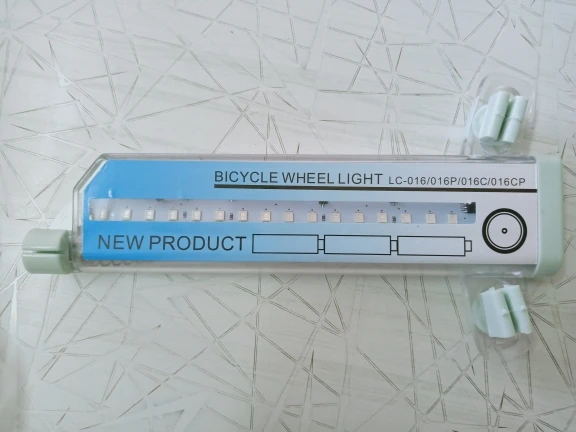 BICYCLE WHEEL LIGHT LC-016/016P/016C/016CP
NEW PRODUCT